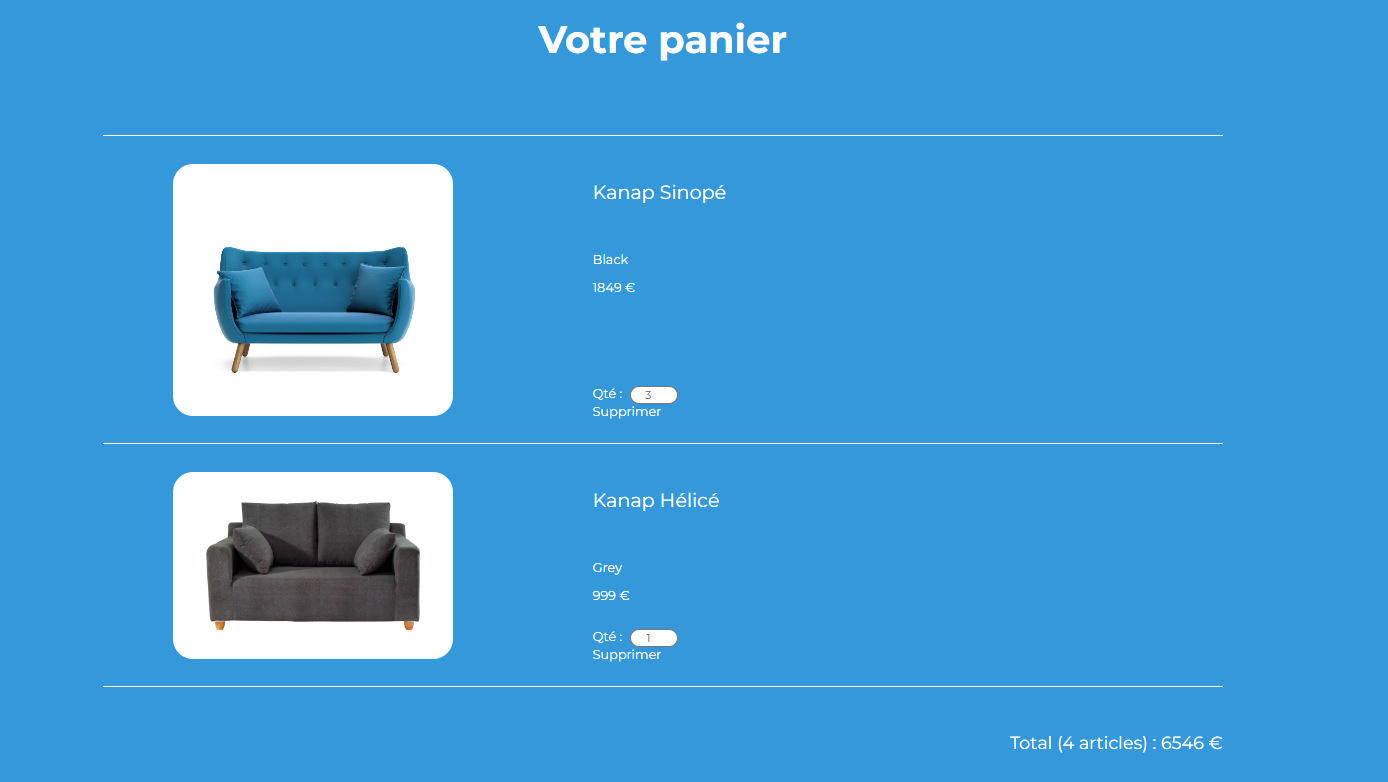 Votre panier
Kanap Sinopé
Black
1849 €
Qté : 3
Supprimer
Kanap Hélicé
Grey
999 €
Qté : 1
Supprimer
Total (4 articles) : 6546 €